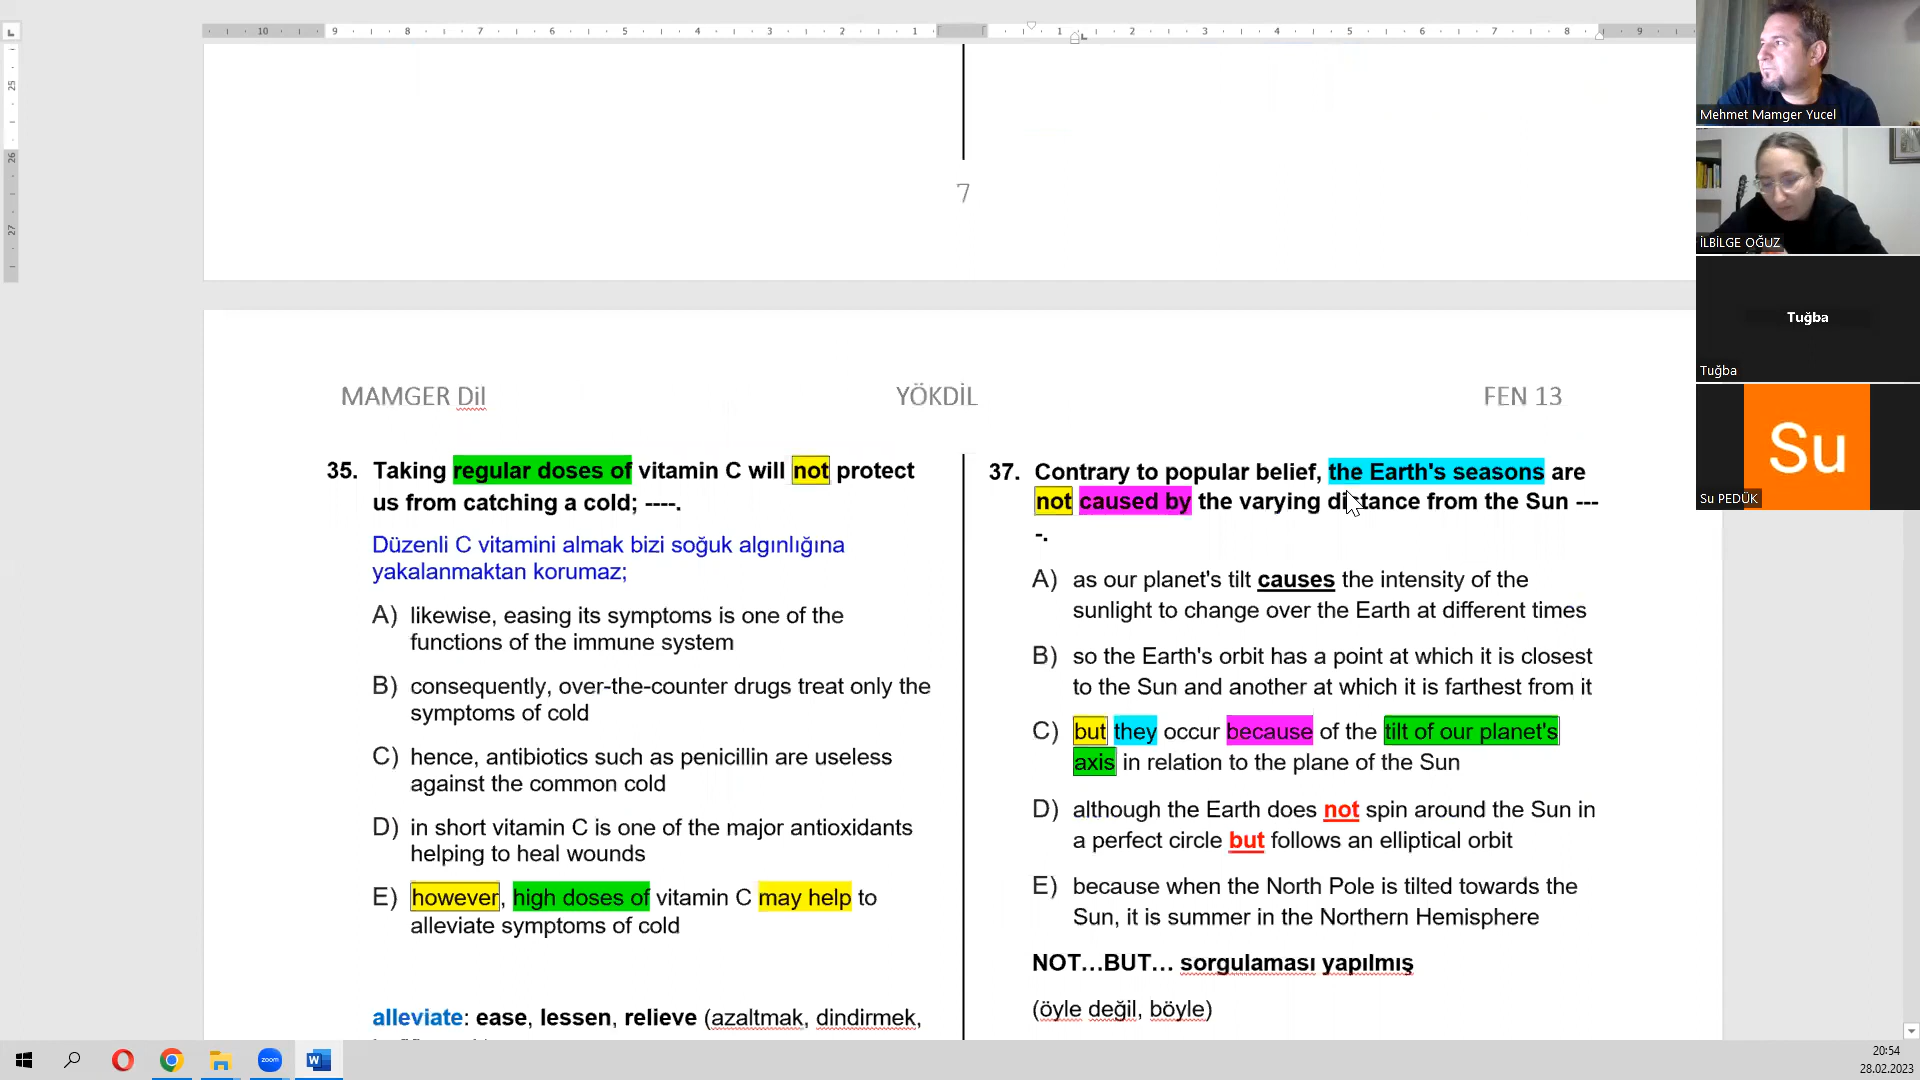 7
MAMGER Dil YÖKDİL FEN 13
35. Taking regular doses of vitamin C will not protect
us from catching a cold; ----.
Düzenli C vitamini almak bizi soğuk algınlığına
yakalanmaktan korumaz;
A) likewise, easing its symptoms is one of the
functions of the immune system
B) consequently, over-the-counter drugs treat only the
symptoms of cold
C) hence, antibiotics such as penicillin are useless
against the common cold
D) in short vitamin C is one of the major antioxidants
helping to heal wounds
E) however, high doses of vitamin C may help to
alleviate symptoms of cold
alleviate: ease, lessen, relieve (azaltmak, dindirmek,
37. Contrary to popular belief, the Earth's seasons are
not caused by the varying distance from the Sun ---
-.
A) as our planet's tilt causes the intensity of the
sunlight to change over the Earth at different times
B) so the Earth's orbit has a point at which it is closest
to the Sun and another at which it is farthest from it
C) but they occur because of the tilt of our planet's
axis in relation to the plane of the Sun
D) although the Earth does not spin around the Sun in
a perfect circle but follows an elliptical orbit
E) because when the North Pole is tilted towards the
Sun, it is summer in the Northern Hemisphere
NOT…BUT… sorgulaması yapılmış
(öyle değil, böyle)
Mehmet Mamger Yucel
İLBİLGE OĞUZ
Tuğba
Tuğba
Su
Su PEDÜK
zoom
20:54
28.02.2023